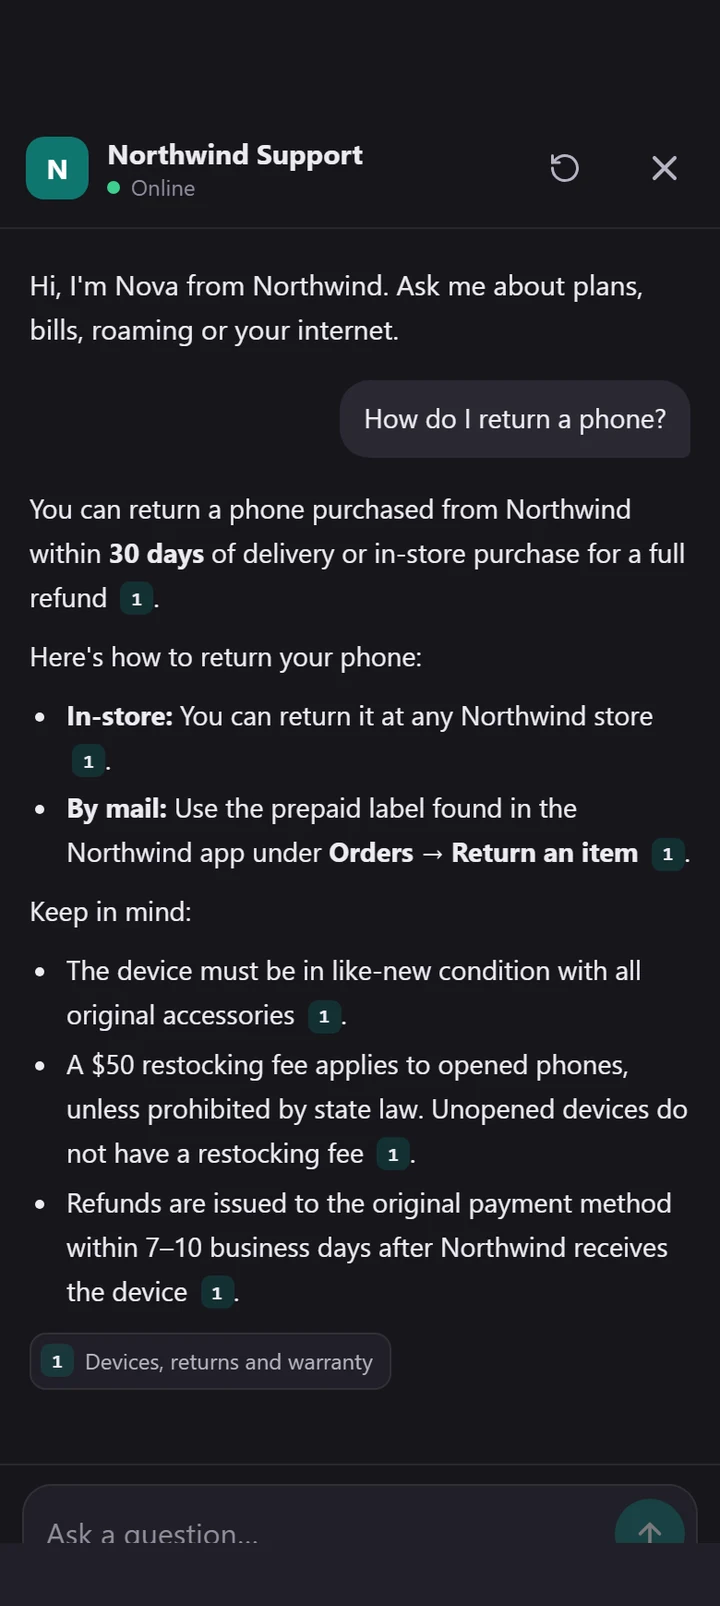 N
Northwind Support
Online
Hi, I'm Nova from Northwind. Ask me about plans,
bills, roaming or your internet.
How do I return a phone?
You can return a phone purchased from Northwind
within 30 days of delivery or in-store purchase for a full
refund 1.
Here's how to return your phone:
• In-store: You can return it at any Northwind store
1.
• By mail: Use the prepaid label found in the
Northwind app under Orders → Return an item 1.
Keep in mind:
• The device must be in like-new condition with all
original accessories 1.
• A $50 restocking fee applies to opened phones,
unless prohibited by state law. Unopened devices do
not have a restocking fee 1.
• Refunds are issued to the original payment method
within 7–10 business days after Northwind receives
the device 1.
1 Devices, returns and warranty
Ask a question...